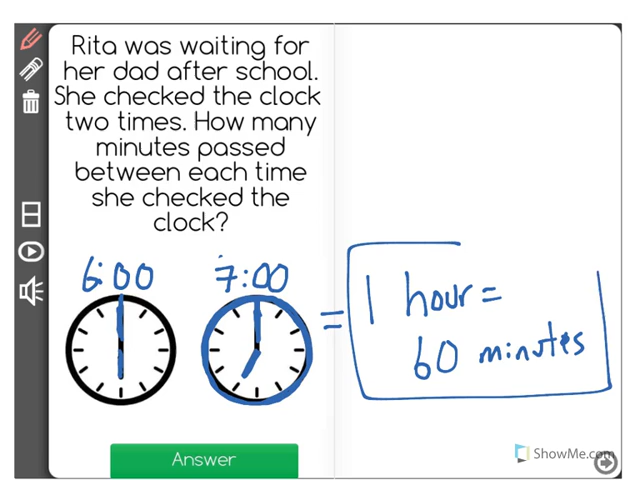 Rita was waiting for
her dad after school.
She checked the clock
two times. How many
minutes passed
between each time
she checked the
clock?
6:00 7:00
= 1 hour =
60 minutes
Answer
ShowMe.com